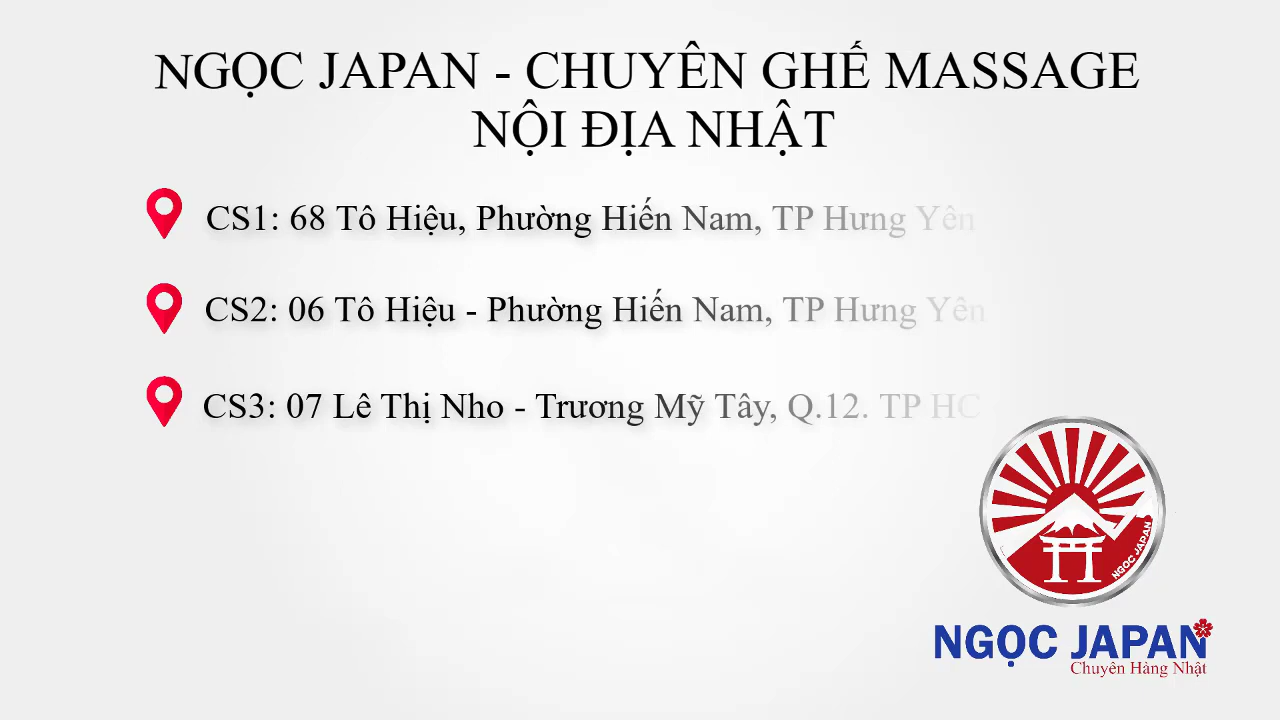 NGỌC JAPAN - CHUYÊN GHẾ MASSAGE
NỘI ĐỊA NHẬT
CS1: 68 Tô Hiệu, Phường Hiến Nam, TP Hưng Yên
CS2: 06 Tô Hiệu - Phường Hiến Nam, TP Hưng Yên
CS3: 07 Lê Thị Nho - Trương Mỹ Tây, Q.12. TP HC
NGỌC JAPAN
NGỌC JAPAN
Chuyên Hàng Nhật